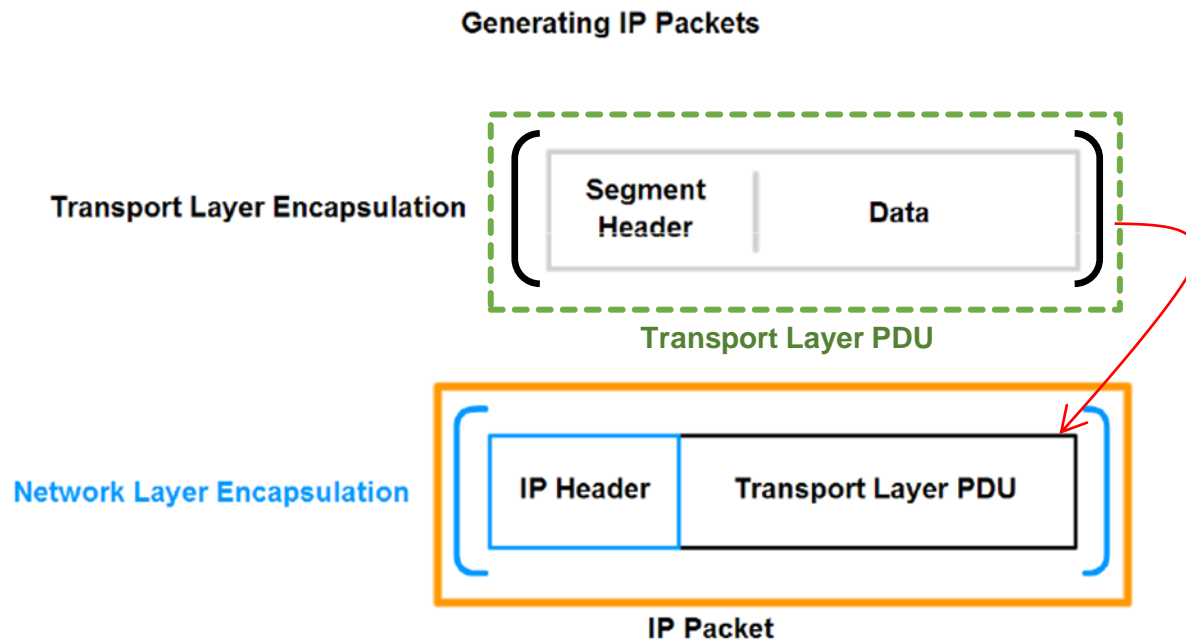 Generating IP Packets
Transport Layer Encapsulation
Segment
Header
Data
Transport Layer PDU
Network Layer Encapsulation
IP Header
Transport Layer PDU
IP Packet